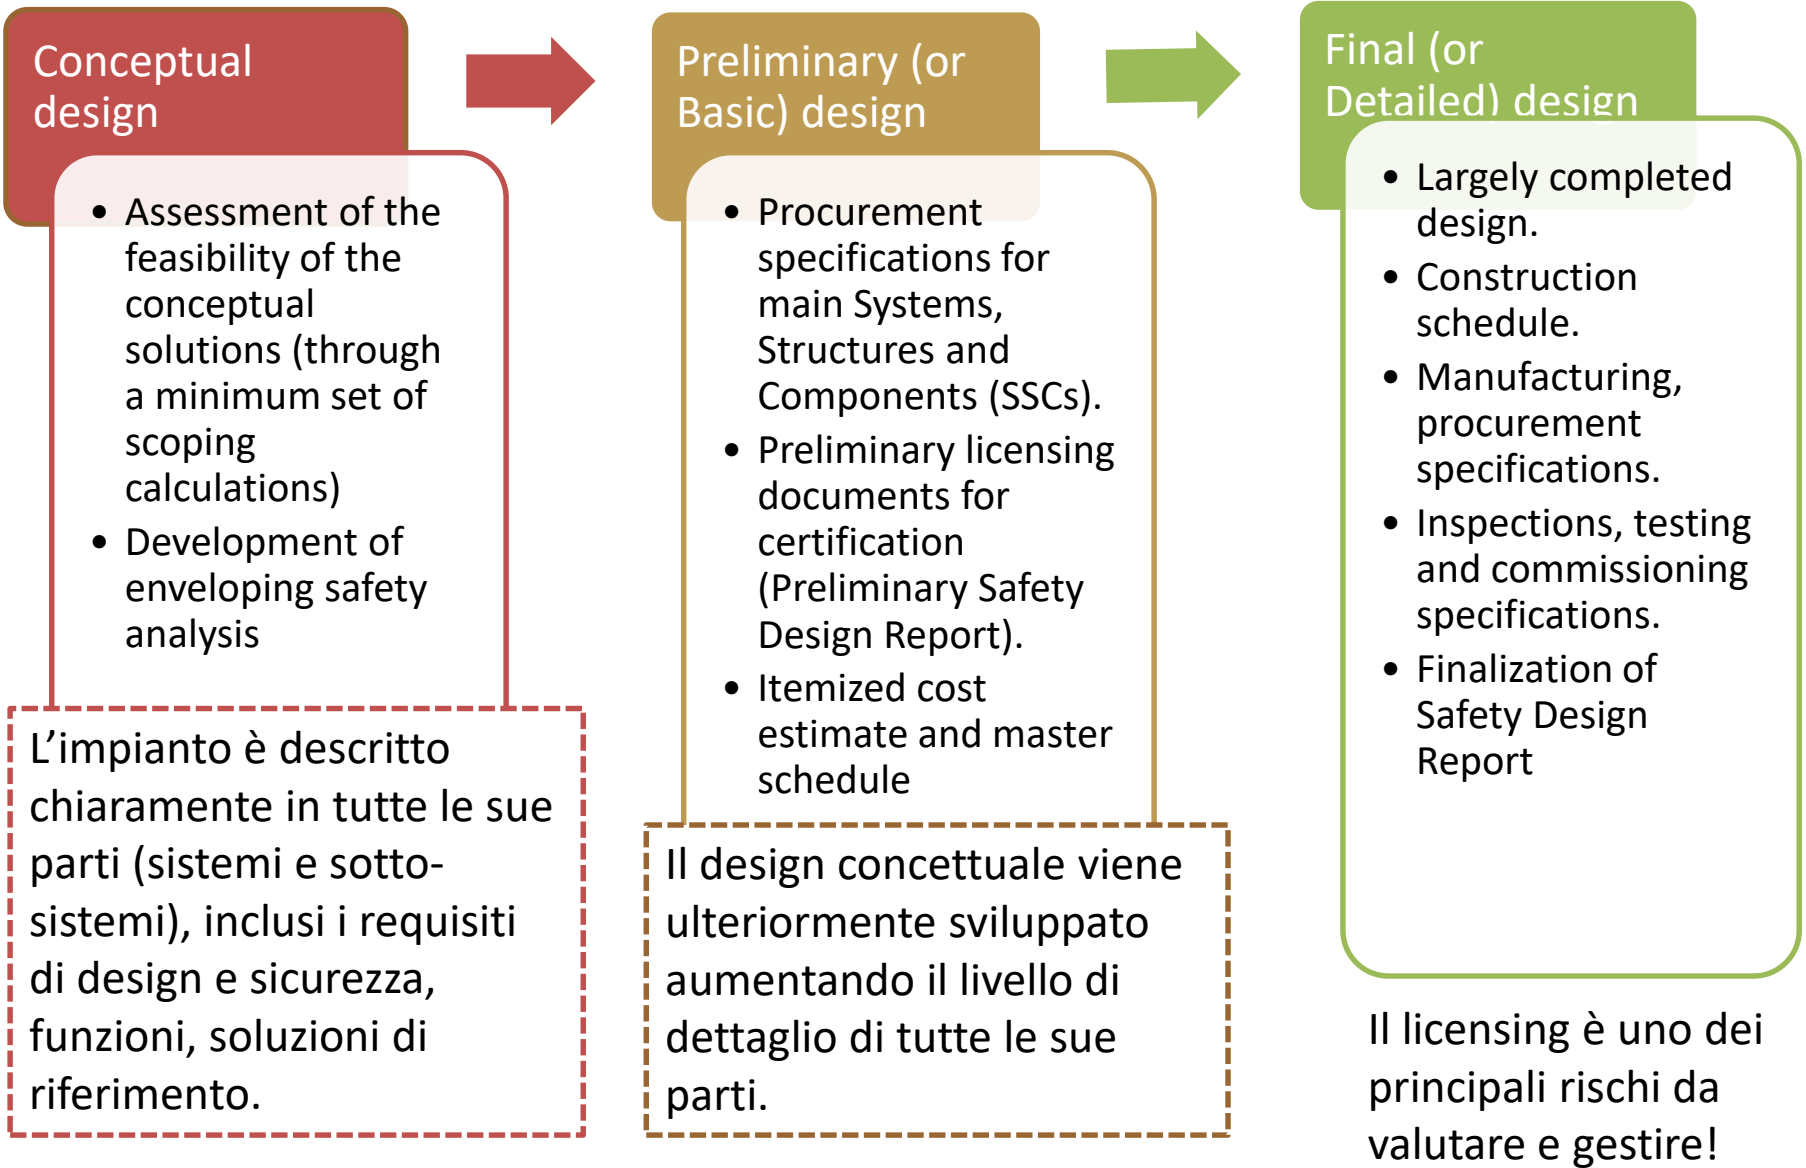 Conceptual
design
• Assessment of the
feasibility of the
conceptual
solutions (through
a minimum set of
scoping
calculations)
• Development of
enveloping safety
analysis
L’impianto è descritto
chiaramente in tutte le sue
parti (sistemi e sotto-
sistemi), inclusi i requisiti
di design e sicurezza,
funzioni, soluzioni di
riferimento.
Preliminary (or
Basic) design
• Procurement
specifications for
main Systems,
Structures and
Components (SSCs).
• Preliminary licensing
documents for
certification
(Preliminary Safety
Design Report).
• Itemized cost
estimate and master
schedule
Il design concettuale viene
ulteriormente sviluppato
aumentando il livello di
dettaglio di tutte le sue
parti.
Final (or
Detailed) design
• Largely completed
design.
• Construction
schedule.
• Manufacturing,
procurement
specifications.
• Inspections, testing
and commissioning
specifications.
• Finalization of
Safety Design
Report
Il licensing è uno dei
principali rischi da
valutare e gestire!